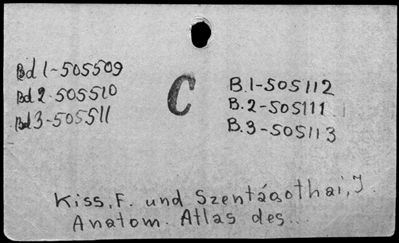 Bd 1-505509
Bd 2-505510
Bd 3-505511
C
B.1-505112
B.2-505111
B.3-505113
Kiss, F. und Szentágothai, J.
Anatom. Atlas des...